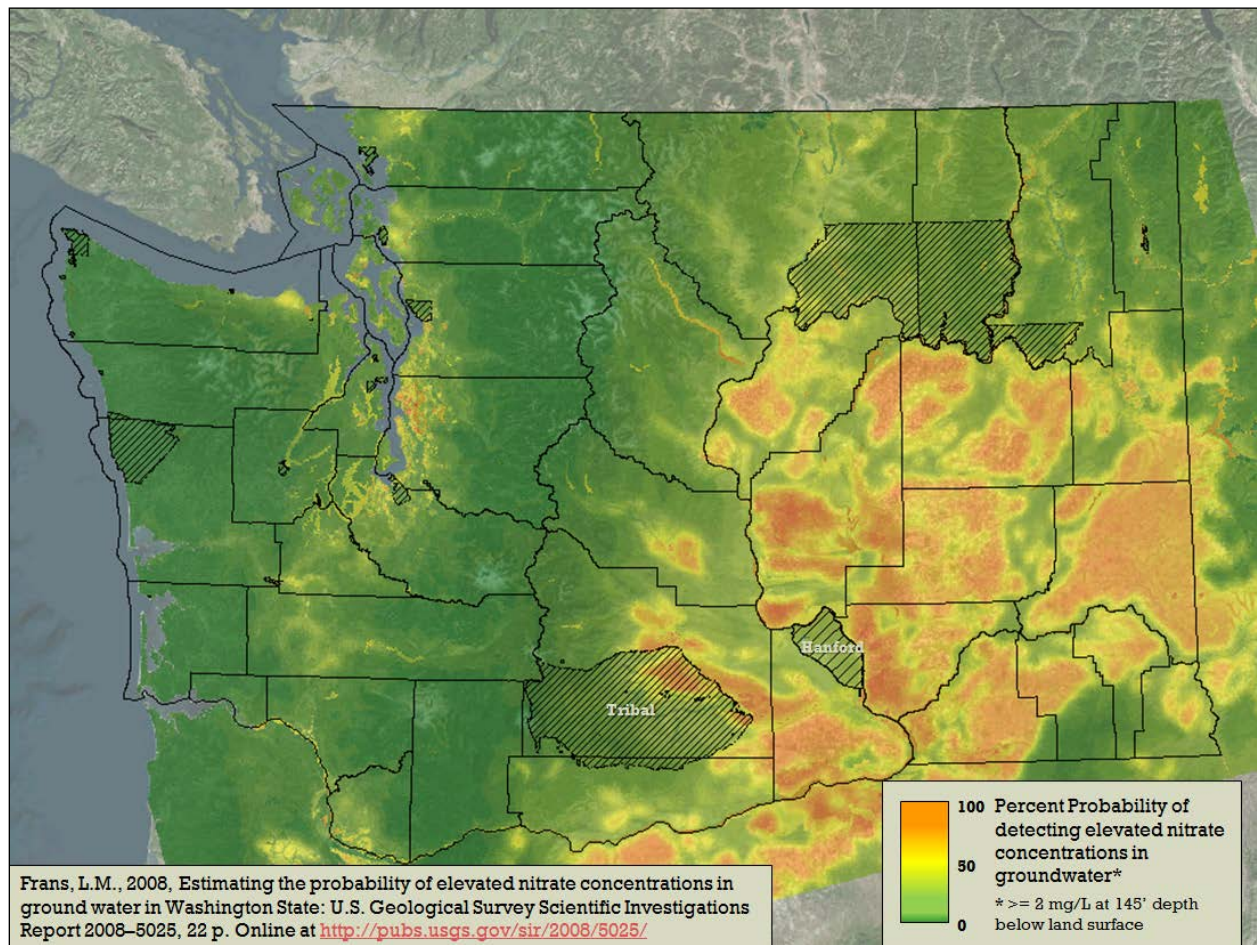 Hanford
Tribal
100 Percent Probability of
detecting elevated nitrate
50 concentrations in
groundwater*
* >= 2 mg/L at 145' depth
0 below land surface
Frans, L.M., 2008, Estimating the probability of elevated nitrate concentrations in
ground water in Washington State: U.S. Geological Survey Scientific Investigations
Report 2008–5025, 22 p. Online at http://pubs.usgs.gov/sir/2008/5025/